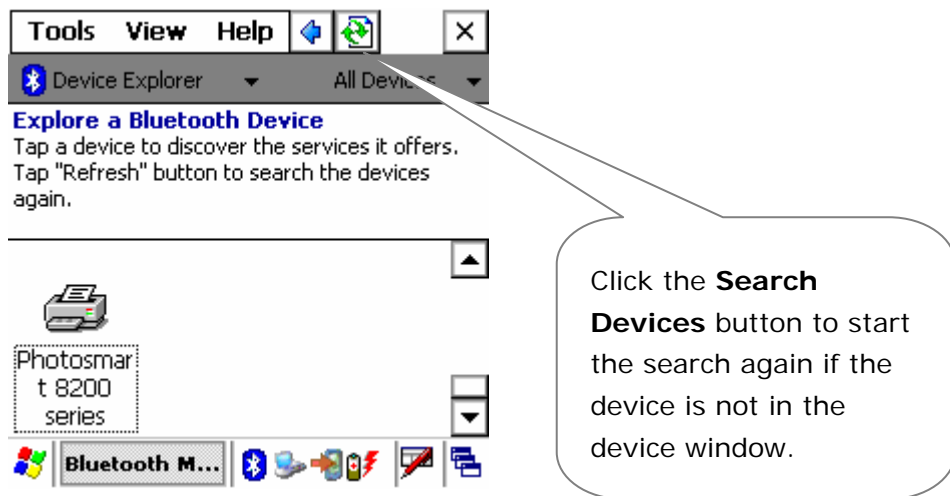 Tools View Help
Device Explorer All Devices
Explore a Bluetooth Device
Tap a device to discover the services it offers.
Tap "Refresh" button to search the devices
again.
Photosmar
t 8200
series
Bluetooth M...
Click the Search
Devices button to start
the search again if the
device is not in the
device window.